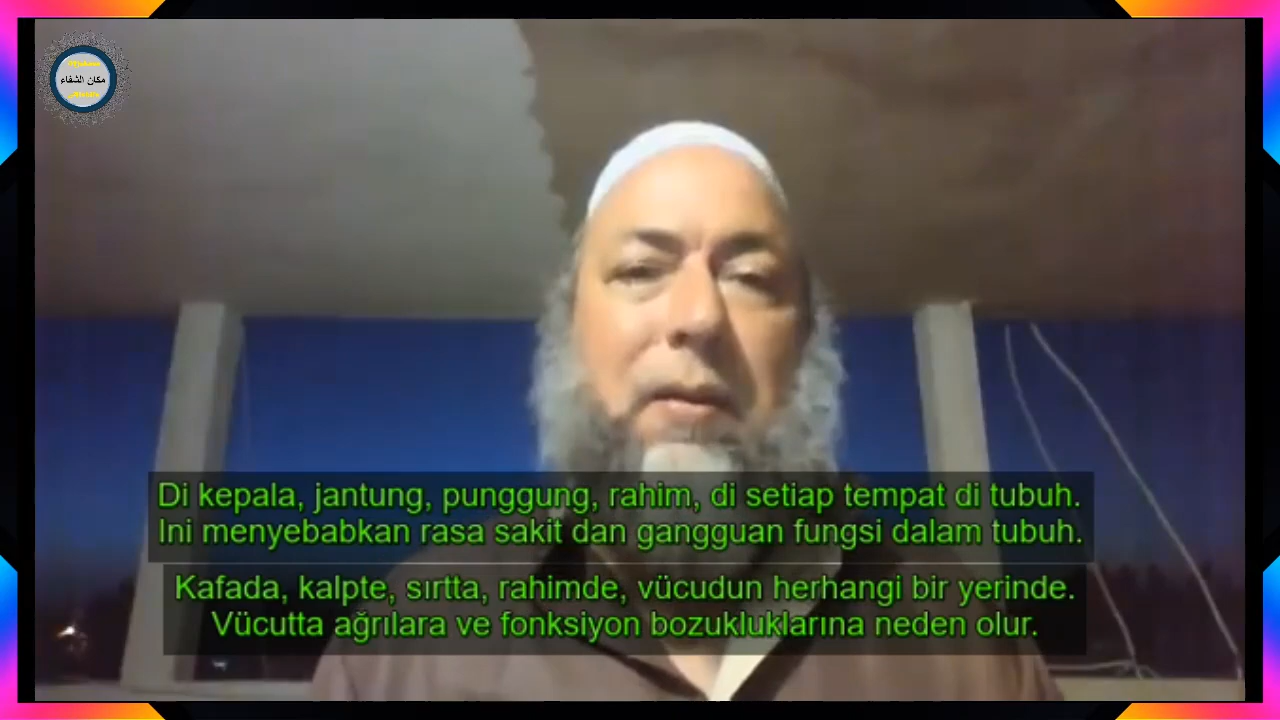 مكان الشفاء
Di kepala, jantung, punggung, rahim, di setiap tempat di tubuh.
Ini menyebabkan rasa sakit dan gangguan fungsi dalam tubuh.
Kafada, kalpte, sırtta, rahimde, vücudun herhangi bir yerinde.
Vücutta ağrılara ve fonksiyon bozukluklarına neden olur.